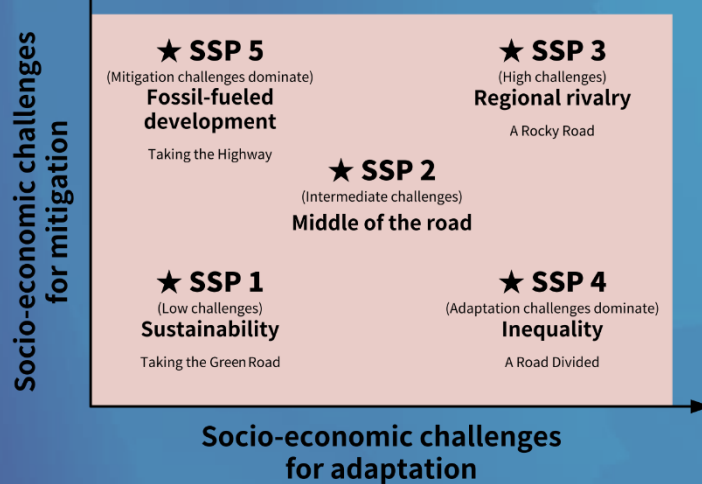 Socio-economic challenges
for mitigation
★ SSP 5
(Mitigation challenges dominate)
Fossil-fueled
development
Taking the Highway
★ SSP 3
(High challenges)
Regional rivalry
A Rocky Road
★ SSP 2
(Intermediate challenges)
Middle of the road
★ SSP 1
(Low challenges)
Sustainability
Taking the Green Road
★ SSP 4
(Adaptation challenges dominate)
Inequality
A Road Divided
Socio-economic challenges
for adaptation